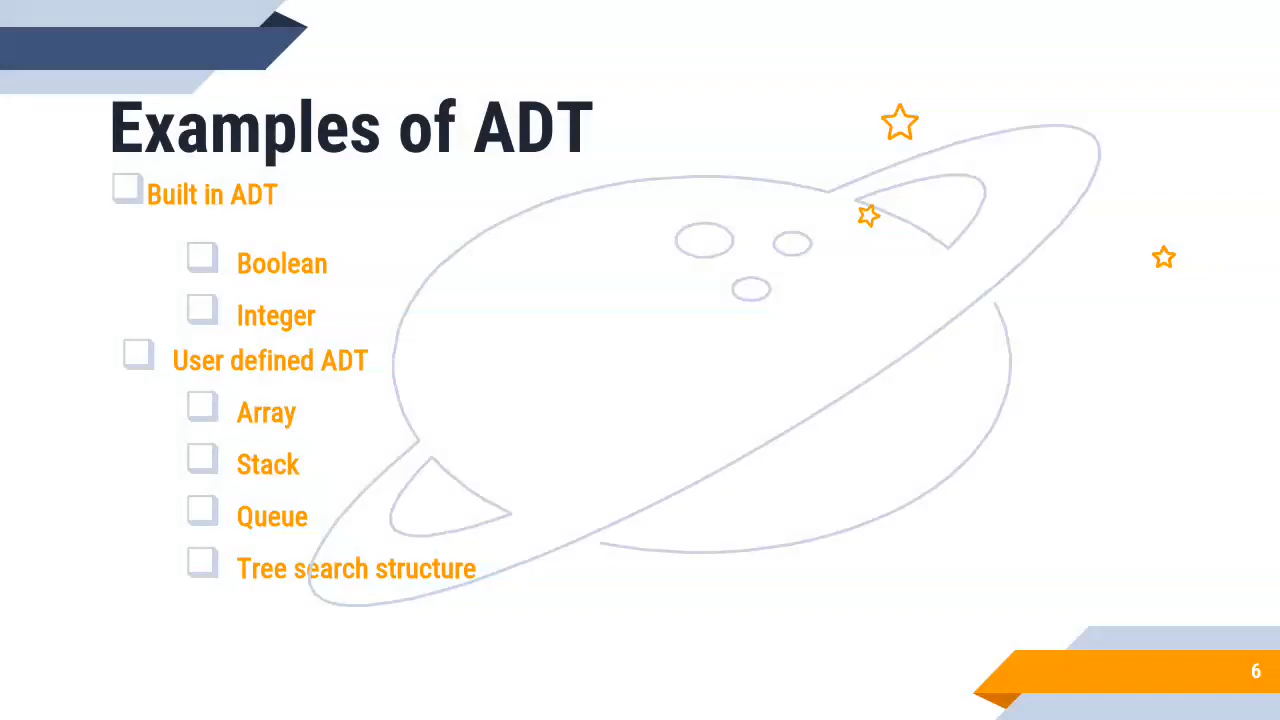 Examples of ADT
Built in ADT
Boolean
Integer
User defined ADT
Array
Stack
Queue
Tree search structure
6